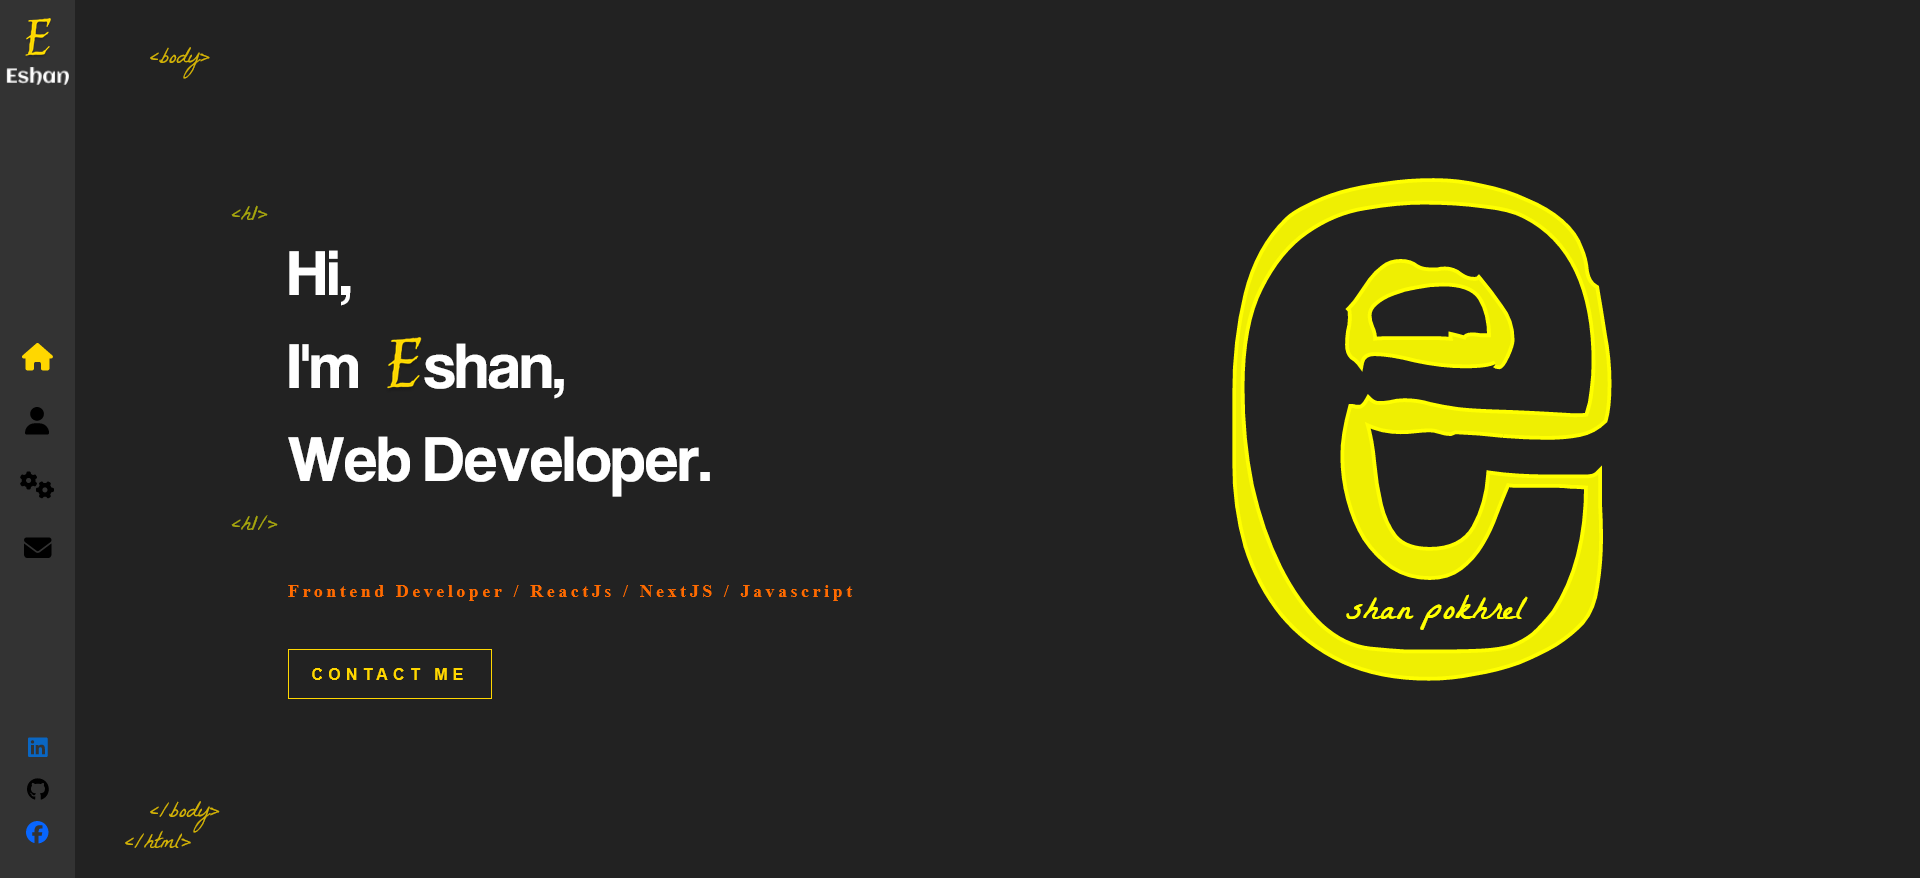 E
Eshan
<body>
<h1>
Hi,
I'm Eshan,
Web Developer.
<h1/>
Frontend Developer / ReactJs / NextJS / Javascript
CONTACT ME
</body>
</html>
e
shan pokhrel